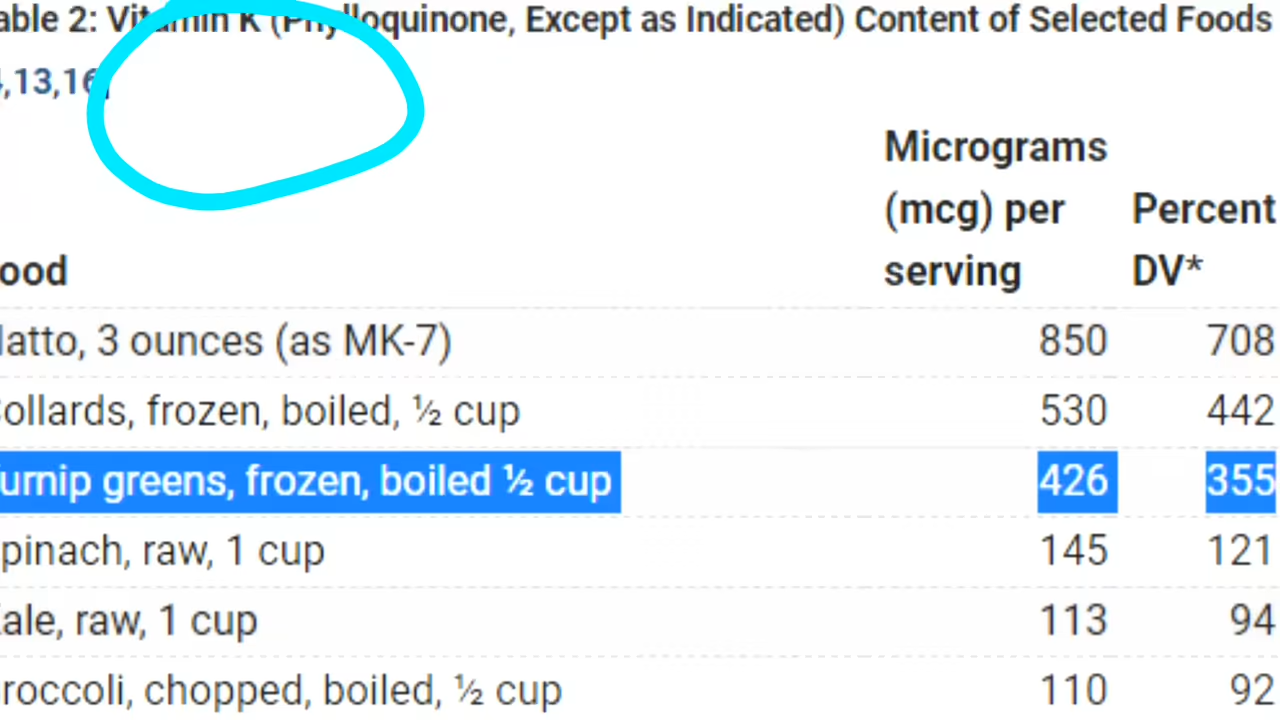 able 2: Vitamin K (Phylloquinone, Except as Indicated) Content of Selected Foods
,13,16]
Micrograms
(mcg) per Percent
ood serving DV*
atto, 3 ounces (as MK-7) 850 708
ollards, frozen, boiled, ½ cup 530 442
urnip greens, frozen, boiled ½ cup 426 355
pinach, raw, 1 cup 145 121
ale, raw, 1 cup 113 94
roccoli, chopped, boiled, ½ cup 110 92